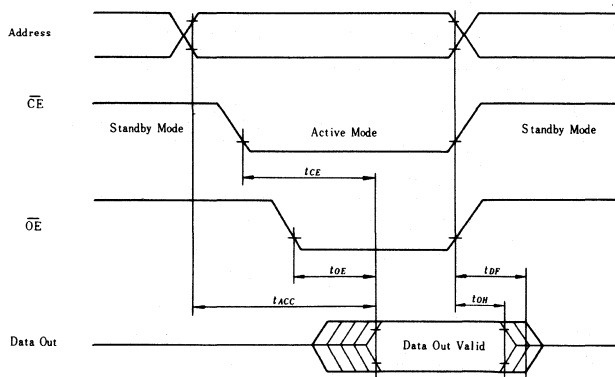 Address
CE
Standby Mode
Active Mode
Standby Mode
tCE
OE
tOE
tDF
tACC
tOH
Data Out
Data Out Valid